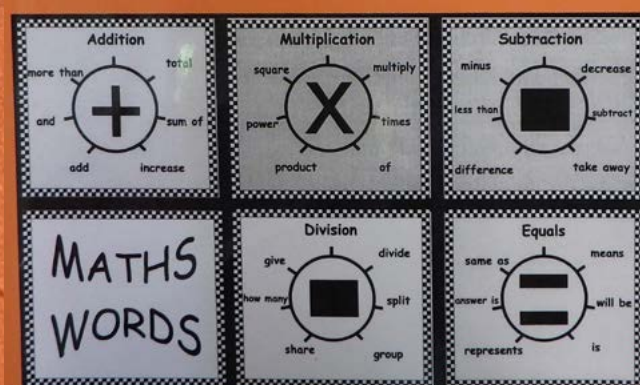 Addition
more than
total
and
sum of
add
increase
+
Multiplication
square
multiply
power
times
product
of
X
Subtraction
minus
decrease
less than
subtract
difference
take away
MATHS
WORDS
Division
give
divide
how many
split
share
group
Equals
same as
means
answer is
will be
represents
is
=